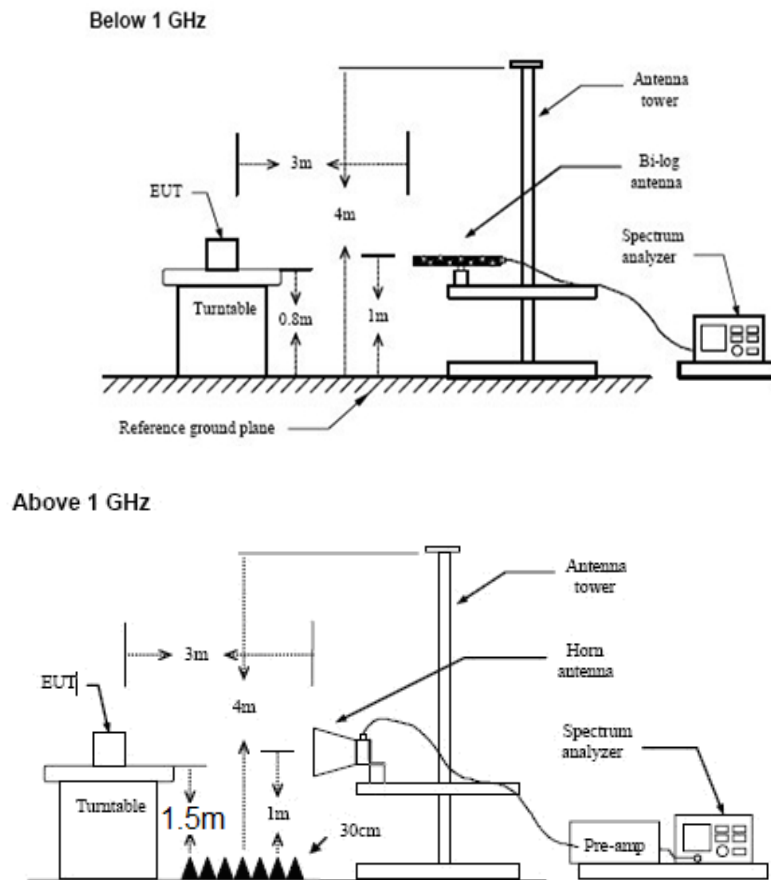 Below 1 GHz
Antenna
tower
3m
Bi-log
antenna
EUT
4m
Spectrum
analyzer
Turntable
0.8m
1m
Reference ground plane
Above 1 GHz
Antenna
tower
3m
Horn
antenna
EUT
4m
Spectrum
analyzer
Turntable
1.5m
1m
30cm
Pre-amp